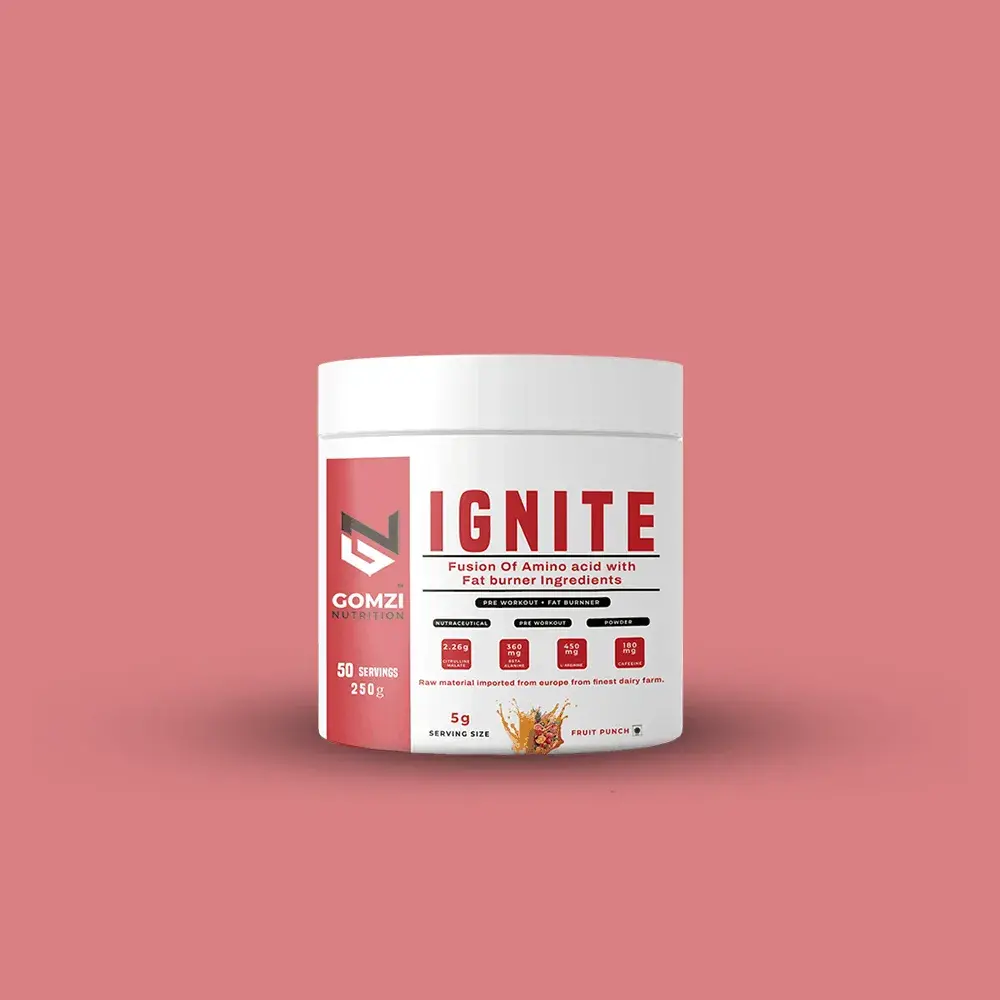 GOMZI
NUTRITION
50 SERVINGS
250g
IGNITE
Fusion Of Amino acid with
Fat burner Ingredients
PRE WORKOUT • FAT BURNNER
NUTRACEUTICAL PRE WORKOUT POWDER
2.26g
CITRULLINE
MALATE
360
mg
BETA
ALANINE
450
mg
L-ARGININE
180
mg
CAFFEINE
Raw material imported from europe from finest dairy farm.
5g
SERVING SIZE
FRUIT PUNCH